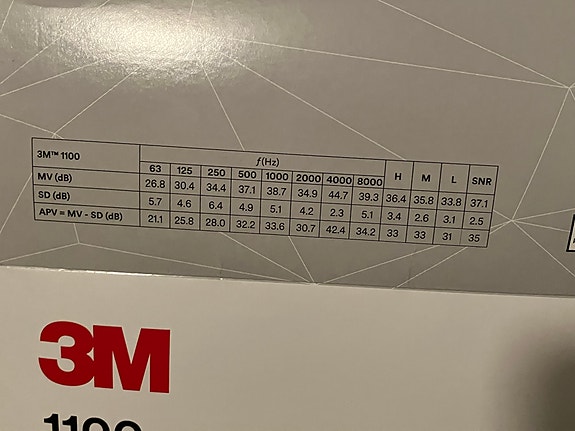 3M™ 1100 f(Hz) H M L SNR
63 125 250 500 1000 2000 4000 8000
MV (dB) 26.8 30.4 34.4 37.1 38.7 34.9 44.7 39.3 36.4 35.8 33.8 37.1
SD (dB) 5.7 4.6 6.4 4.9 5.1 4.2 2.3 5.1 3.4 2.6 3.1 2.5
APV = MV - SD (dB) 21.1 25.8 28.0 32.2 33.6 30.7 42.4 34.2 33 33 31 35
3M
1100